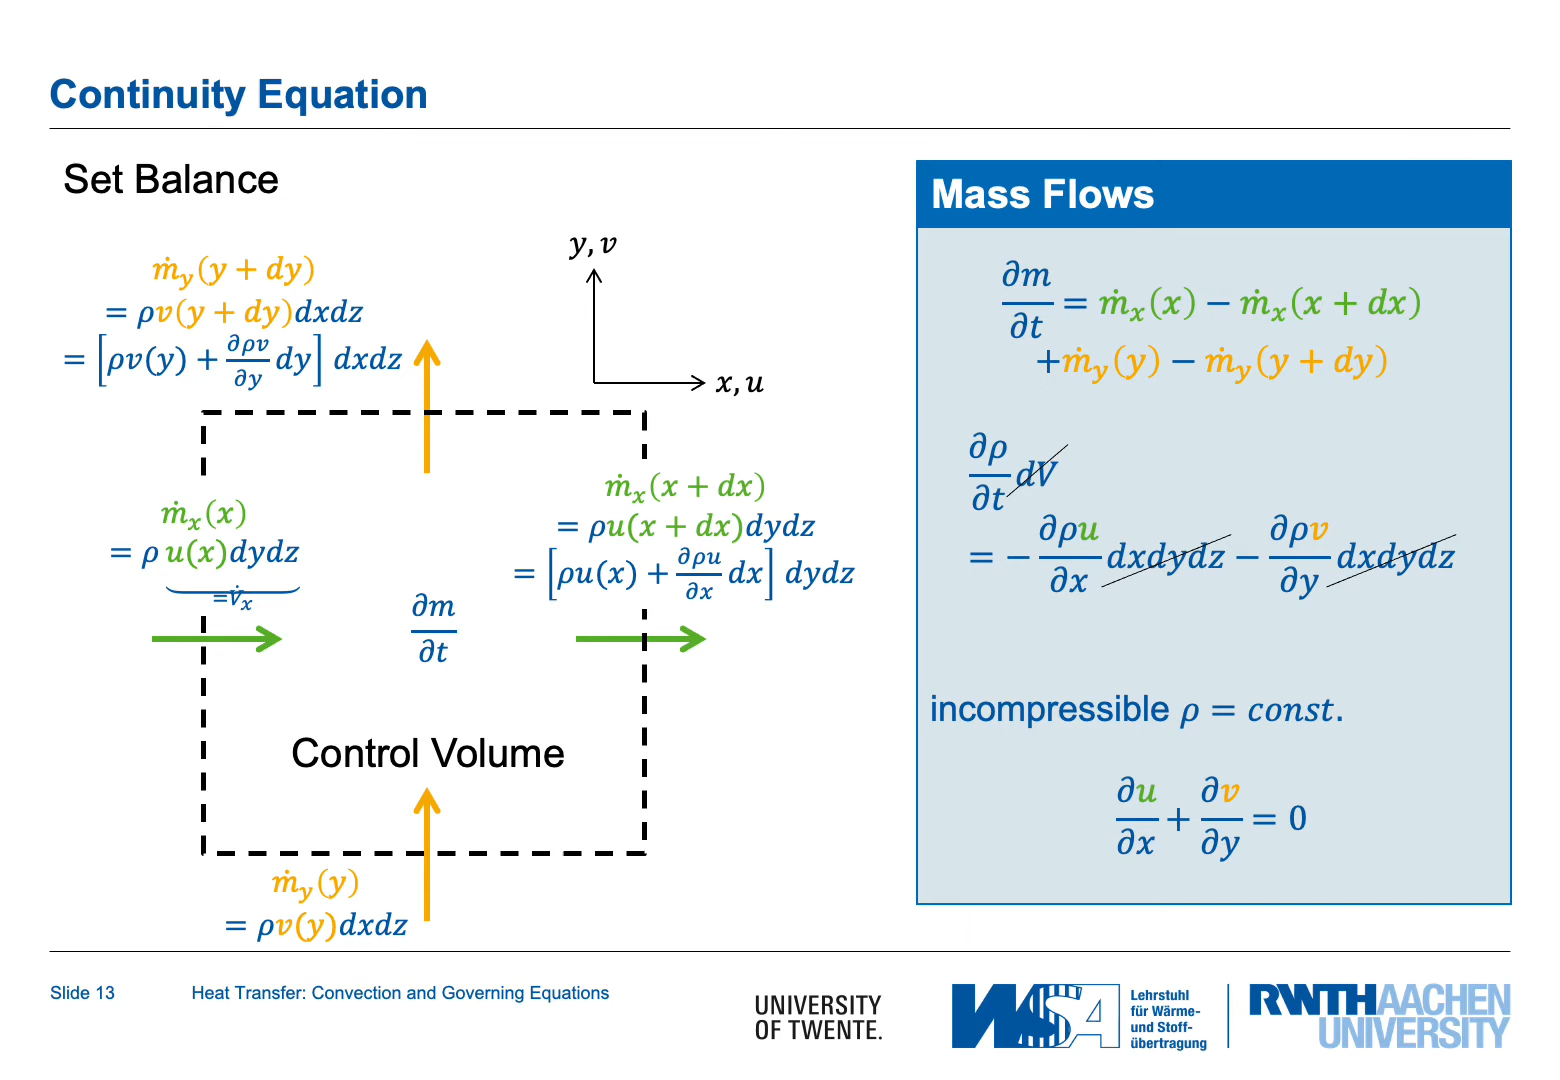 Continuity Equation
Set Balance
ṁ_y(y + dy)
= ρv(y + dy)dxdz
= [ρv(y) + ∂ρv/∂y dy] dxdz
y, v
x, u
ṁ_x(x)
= ρ u(x)dydz
=V̇_x
∂m/∂t
ṁ_x(x + dx)
= ρu(x + dx)dydz
= [ρu(x) + ∂ρu/∂x dx] dydz
Control Volume
ṁ_y(y)
= ρv(y)dxdz
Mass Flows
∂m/∂t = ṁ_x(x) − ṁ_x(x + dx)
+ṁ_y(y) − ṁ_y(y + dy)
∂ρ/∂t dV
= − ∂ρu/∂x dxdydz − ∂ρv/∂y dxdydz
incompressible ρ = const.
∂u/∂x + ∂v/∂y = 0
Slide 13
Heat Transfer: Convection and Governing Equations
UNIVERSITY
OF TWENTE.
WSA
Lehrstuhl
für Wärme-
und Stoff-
übertragung
RWTH AACHEN
UNIVERSITY